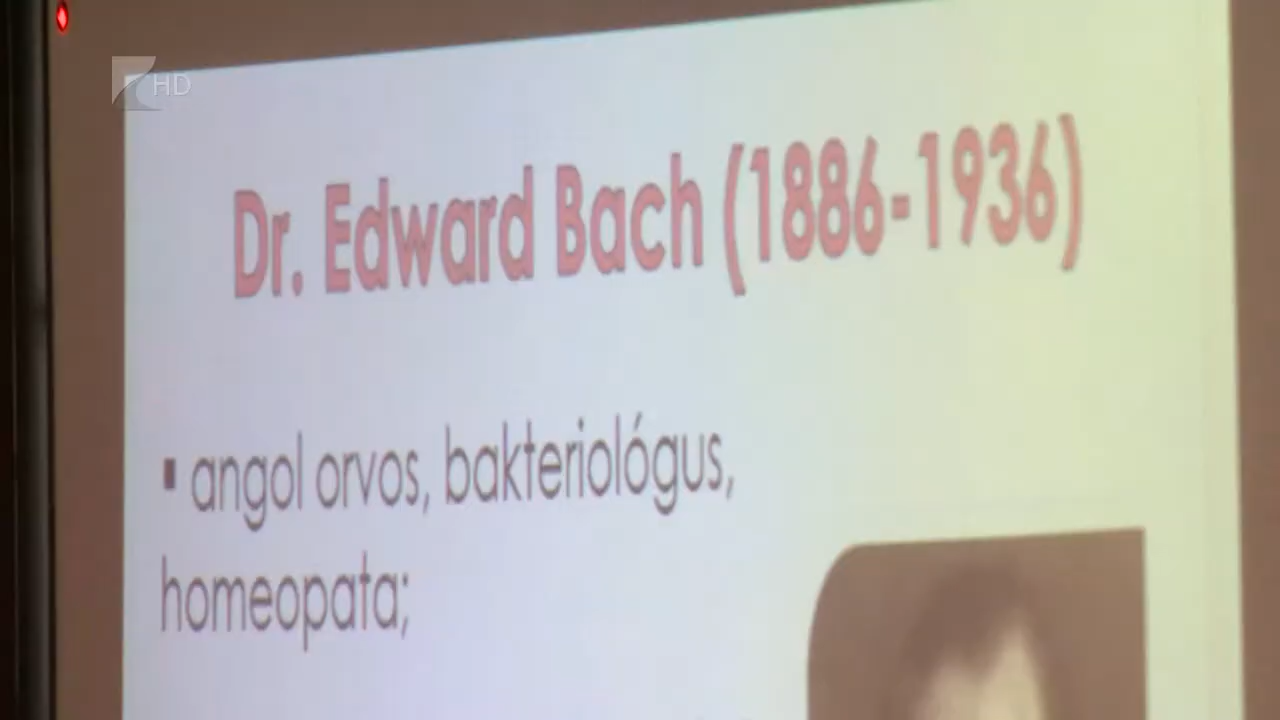 HD
Dr. Edward Bach (1886-1936)
▪ angol orvos, bakteriológus,
homeopata;